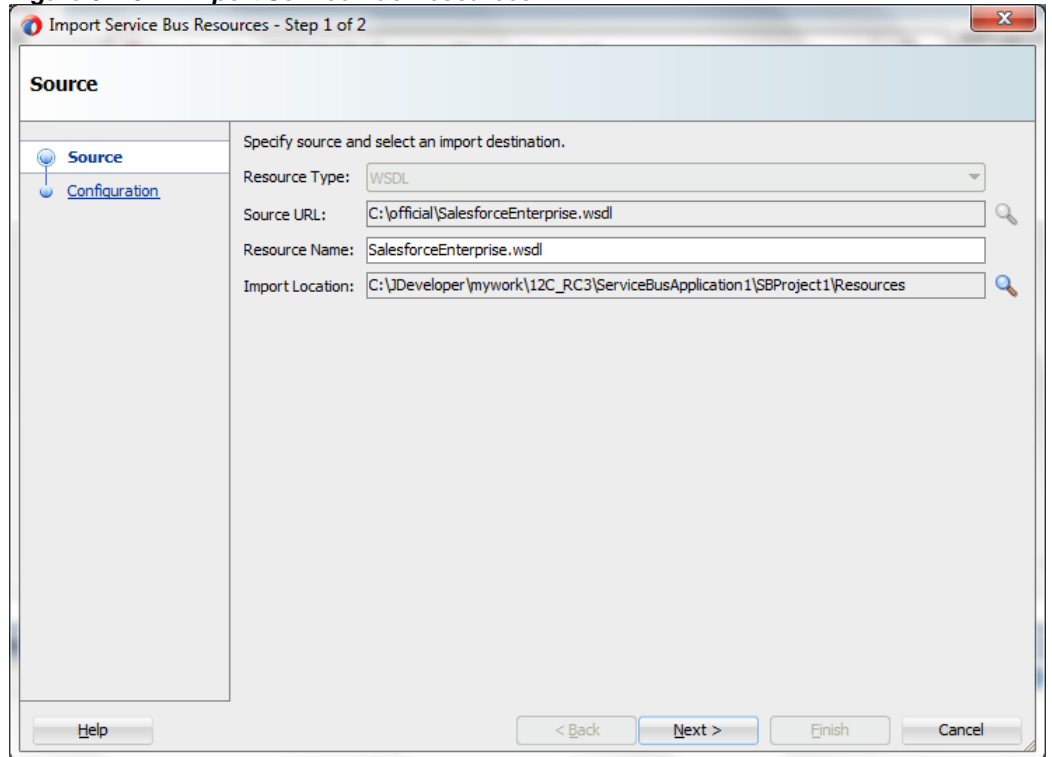 Import Service Bus Resources - Step 1 of 2
Source
Source
Configuration
Specify source and select an import destination.
Resource Type: WSDL
Source URL: C:\official\SalesforceEnterprise.wsdl
Resource Name: SalesforceEnterprise.wsdl
Import Location: C:\JDeveloper\mywork\12C_RC3\ServiceBusApplication1\SBProject1\Resources
Help < Back Next > Finish Cancel